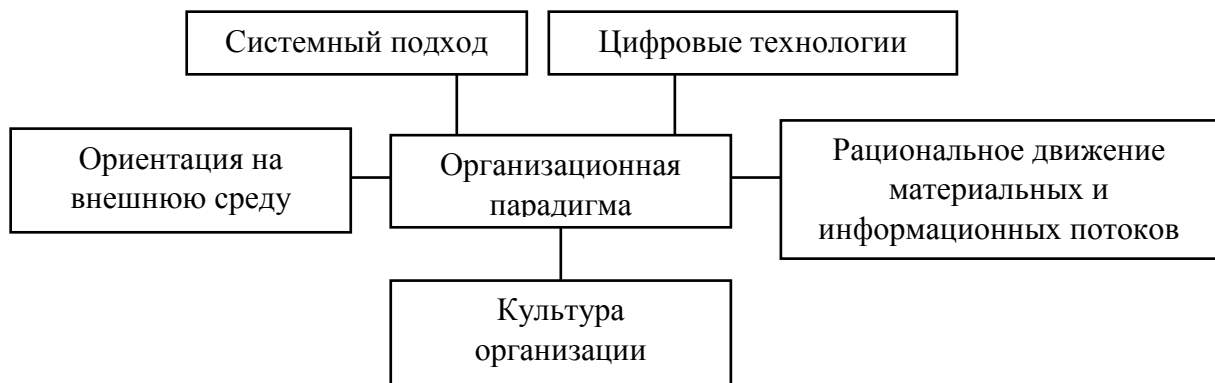 Системный подход
Цифровые технологии
Ориентация на
внешнюю среду
Организационная
парадигма
Рациональное движение
материальных и
информационных потоков
Культура
организации